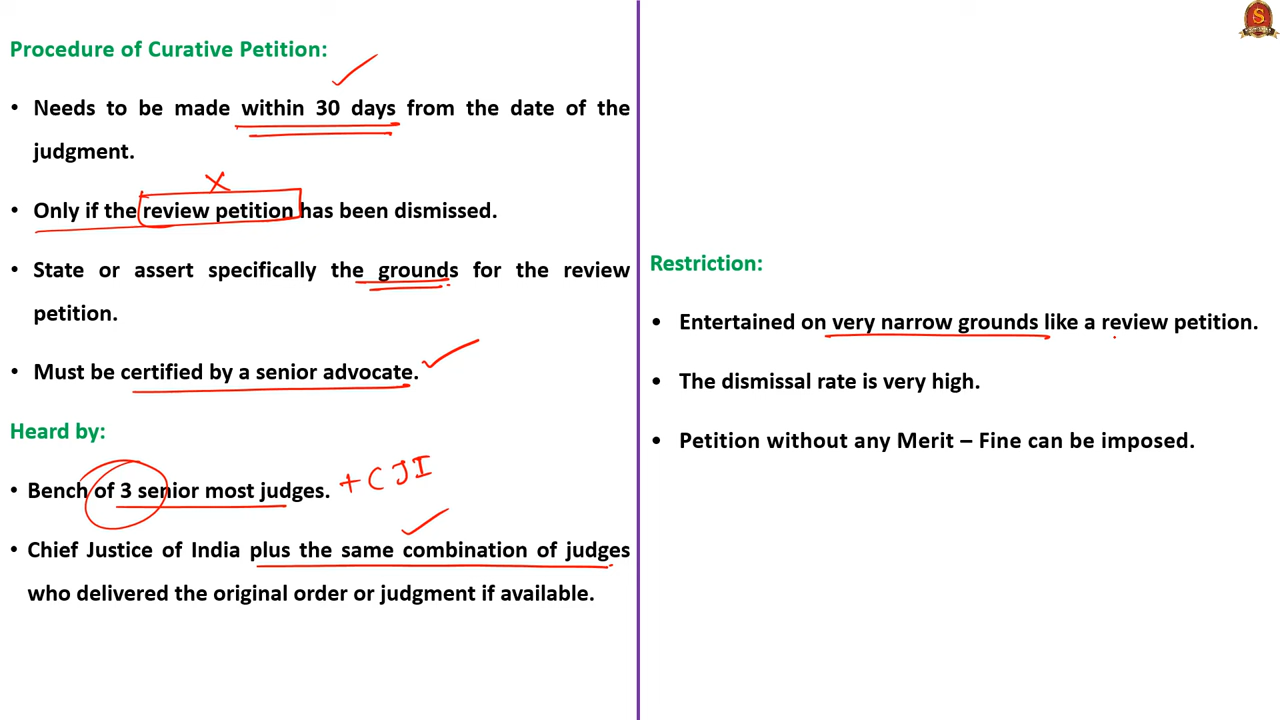 Procedure of Curative Petition:
• Needs to be made within 30 days from the date of the
judgment.
X
• Only if the review petition has been dismissed.
• State or assert specifically the grounds for the review
petition.
• Must be certified by a senior advocate.
Heard by:
• Bench of 3 senior most judges. + CJI
• Chief Justice of India plus the same combination of judges
who delivered the original order or judgment if available.
S
Restriction:
• Entertained on very narrow grounds like a review petition.
• The dismissal rate is very high.
• Petition without any Merit – Fine can be imposed.